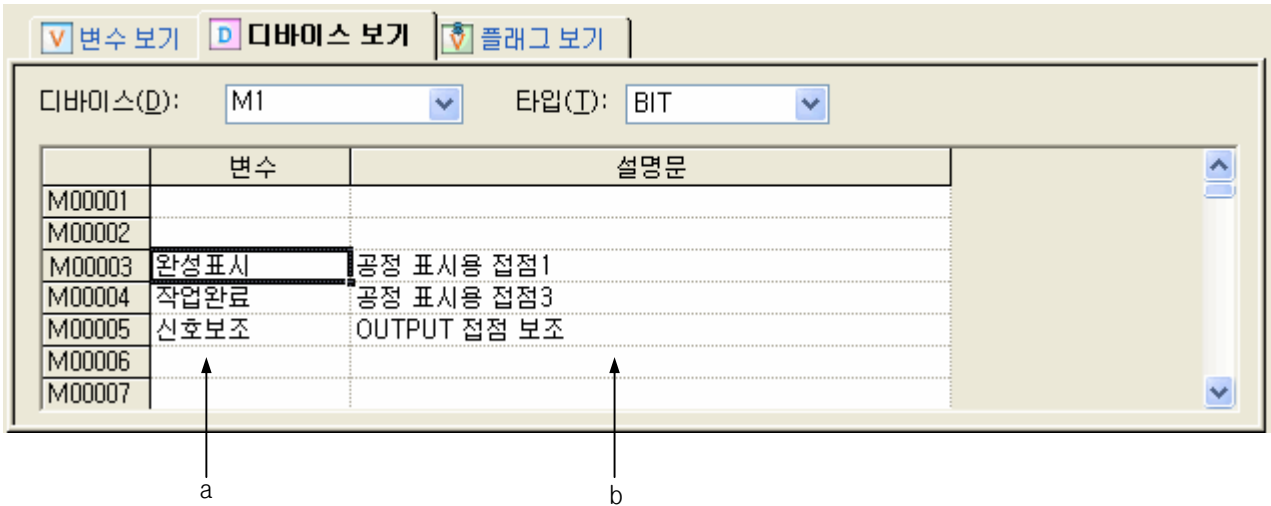 V 변수 보기 D 디바이스 보기 V 플래그 보기
디바이스(D): M1 타입(T): BIT
변수 설명문
M00001
M00002
M00003 완성표시 공정 표시용 접점1
M00004 작업완료 공정 표시용 접점3
M00005 신호보조 OUTPUT 접점 보조
M00006
M00007
a b